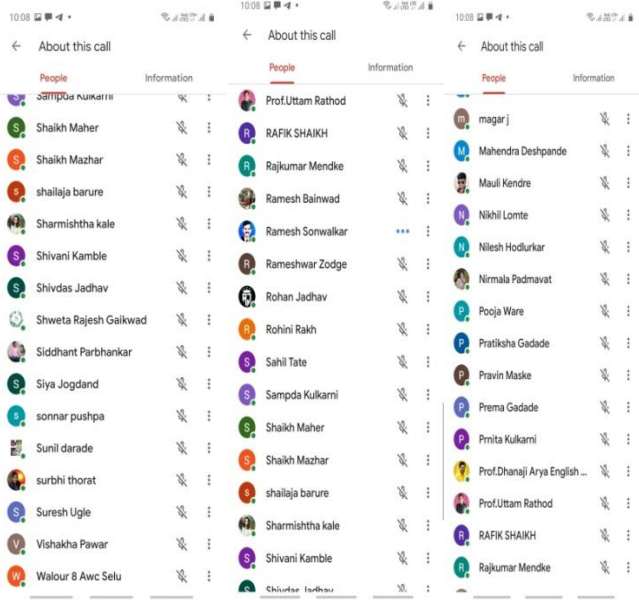 10:08
About this call
People Information
Sampda Kulkarni
Shaikh Maher
Shaikh Mazhar
shailaja barure
Sharmishtha kale
Shivani Kamble
Shivdas Jadhav
Shweta Rajesh Gaikwad
Siddhant Parbhankar
Siya Jogdand
sonnar pushpa
Sunil darade
surbhi thorat
Suresh Ugle
Vishakha Pawar
Walour 8 Awc Selu
10:08
About this call
People Information
Prof.Uttam Rathod
RAFIK SHAIKH
Rajkumar Mendke
Ramesh Bainwad
Ramesh Sonwalkar
Rameshwar Zodge
Rohan Jadhav
Rohini Rakh
Sahil Tate
Sampda Kulkarni
Shaikh Maher
Shaikh Mazhar
shailaja barure
Sharmishtha kale
Shivani Kamble
Shivdas Jadhav
10:08
About this call
People Information
magar j
Mahendra Deshpande
Mauli Kendre
Nikhil Lomte
Nilesh Hodlurkar
Nirmala Padmavat
Pooja Ware
Pratiksha Gadade
Pravin Maske
Prema Gadade
Prnita Kulkarni
Prof.Dhanaji Arya English ...
Prof.Uttam Rathod
RAFIK SHAIKH
Rajkumar Mendke